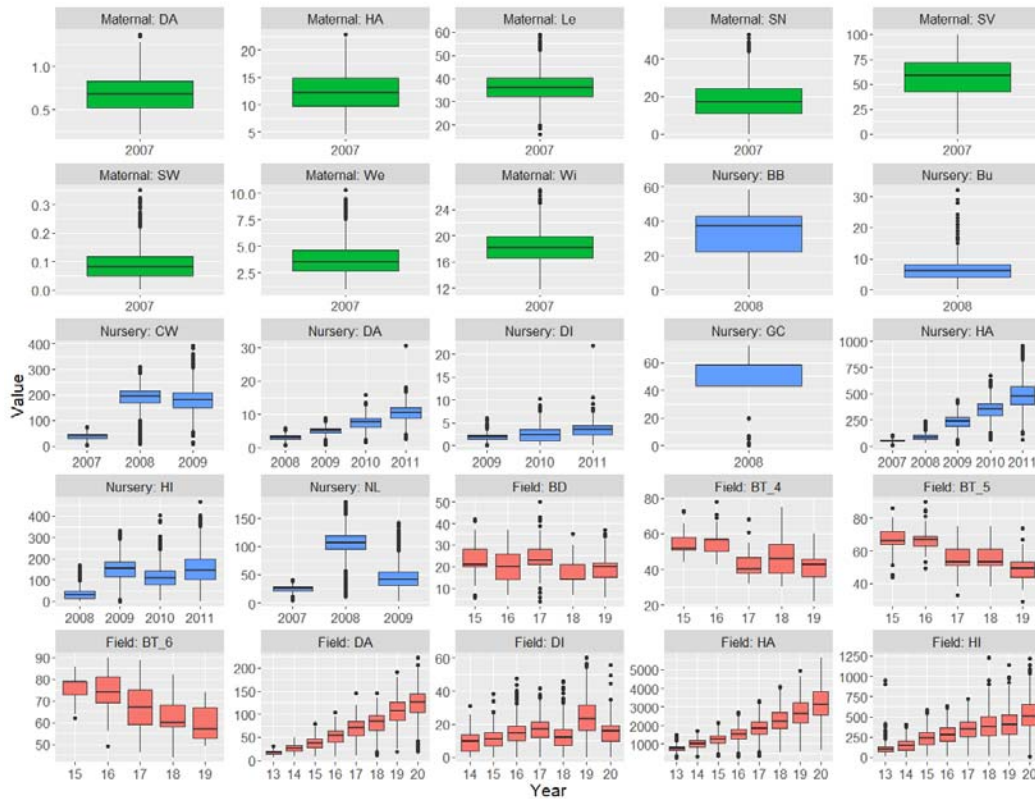 Maternal: DA Maternal: HA Maternal: Le Maternal: SN Maternal: SV
1.0 0.5 20 15 10 5 60 50 40 30 20 40 20 0 100 75 50 25 0
2007 2007 2007 2007 2007
Maternal: SW Maternal: We Maternal: Wi Nursery: BB Nursery: Bu
0.3 0.2 0.1 0.0 10.0 7.5 5.0 2.5 24 20 16 12 60 40 20 0 30 20 10 0
2007 2007 2007 2008 2008
Nursery: CW Nursery: DA Nursery: DI Nursery: GC Nursery: HA
400 300 200 100 0 30 20 10 0 20 15 10 5 0 60 40 20 0 1000 750 500 250 0
2007 2008 2009 2008 2009 2010 2011 2009 2010 2011 2008 2007 2008 2009 2010 2011
Value
Nursery: HI Nursery: NL Field: BD Field: BT_4 Field: BT_5
400 300 200 100 0 150 100 50 0 50 40 30 20 10 80 60 40 20 80 60 40
2008 2009 2010 2011 2007 2008 2009 15 16 17 18 19 15 16 17 18 19 15 16 17 18 19
Field: BT_6 Field: DA Field: DI Field: HA Field: HI
90 80 70 60 50 200 150 100 50 0 60 40 20 0 5000 4000 3000 2000 1000 1250 1000 750 500 250 0
15 16 17 18 19 13 14 15 16 17 18 19 20 14 15 16 17 18 19 20 13 14 15 16 17 18 19 20 13 14 15 16 17 18 19 20
Year